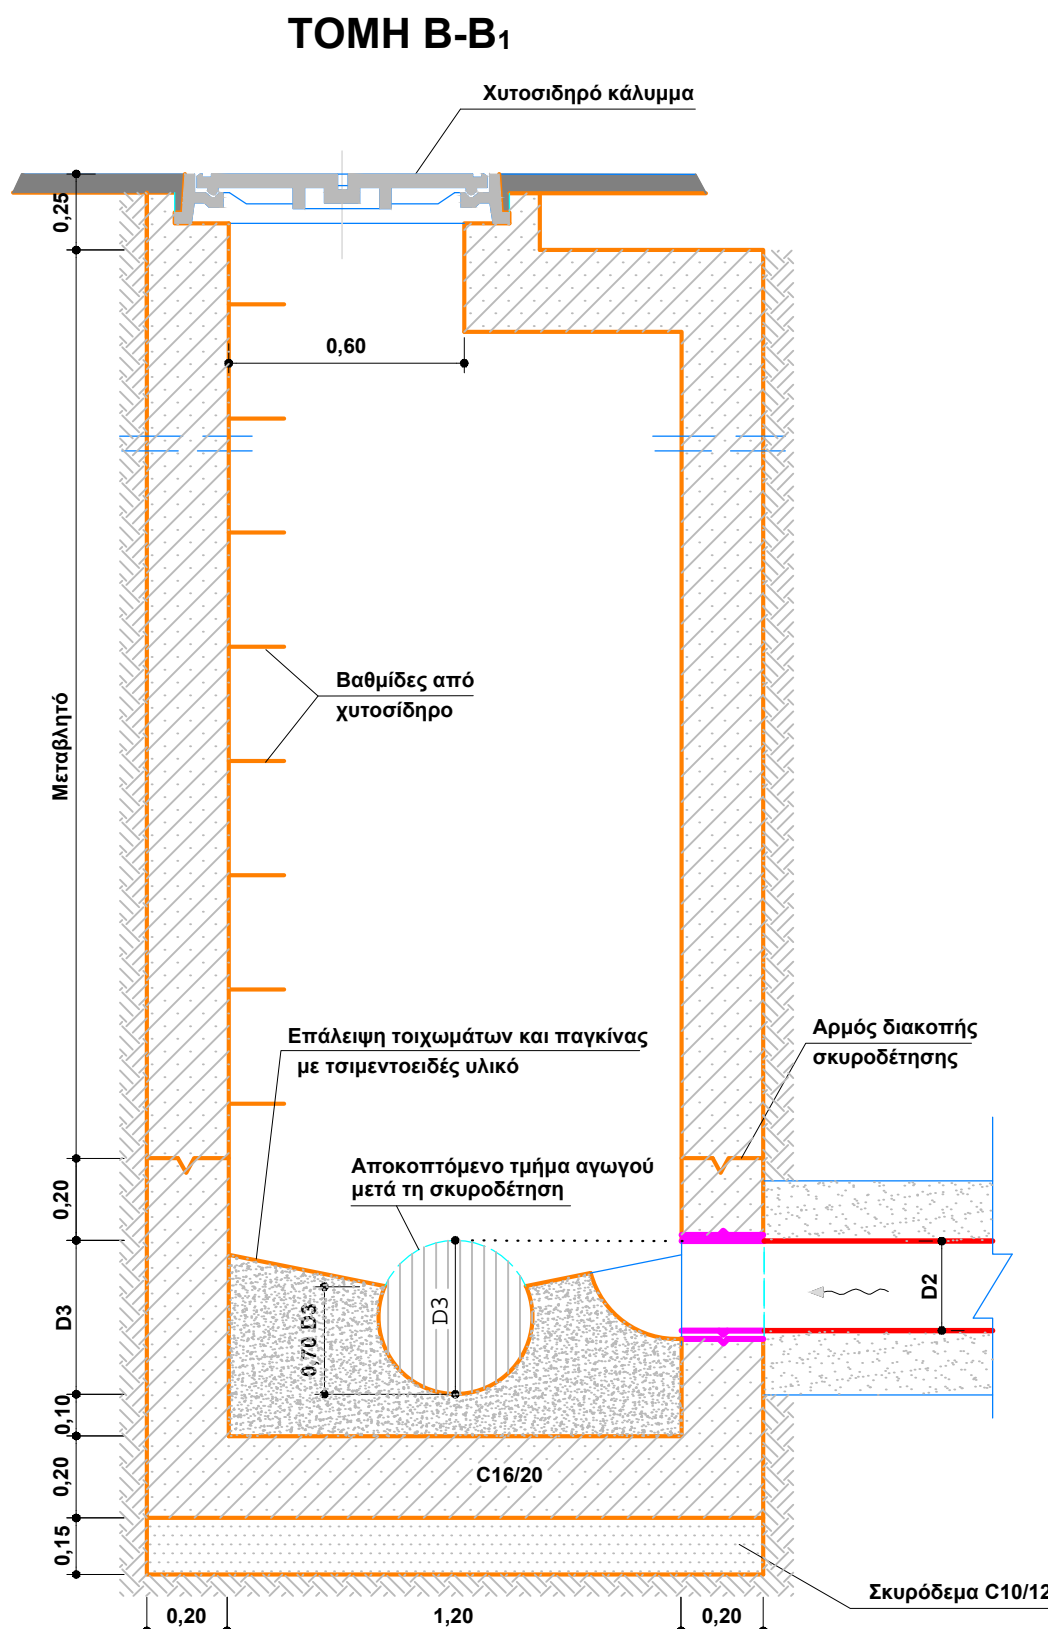 ΤΟΜΗ Β-Β1
Χυτοσιδηρό κάλυμμα
0,25
0,60
Βαθμίδες από
χυτοσίδηρο
Μεταβλητό
Επάλειψη τοιχωμάτων και παγκίνας
με τσιμεντοειδές υλικό
Αρμός διακοπής
σκυροδέτησης
Αποκοπτόμενο τμήμα αγωγού
μετά τη σκυροδέτηση
0,20
D3
0,70 D3
D3
D2
0,10
C16/20
0,20
0,15
Σκυρόδεμα C10/12
0,20
1,20
0,20